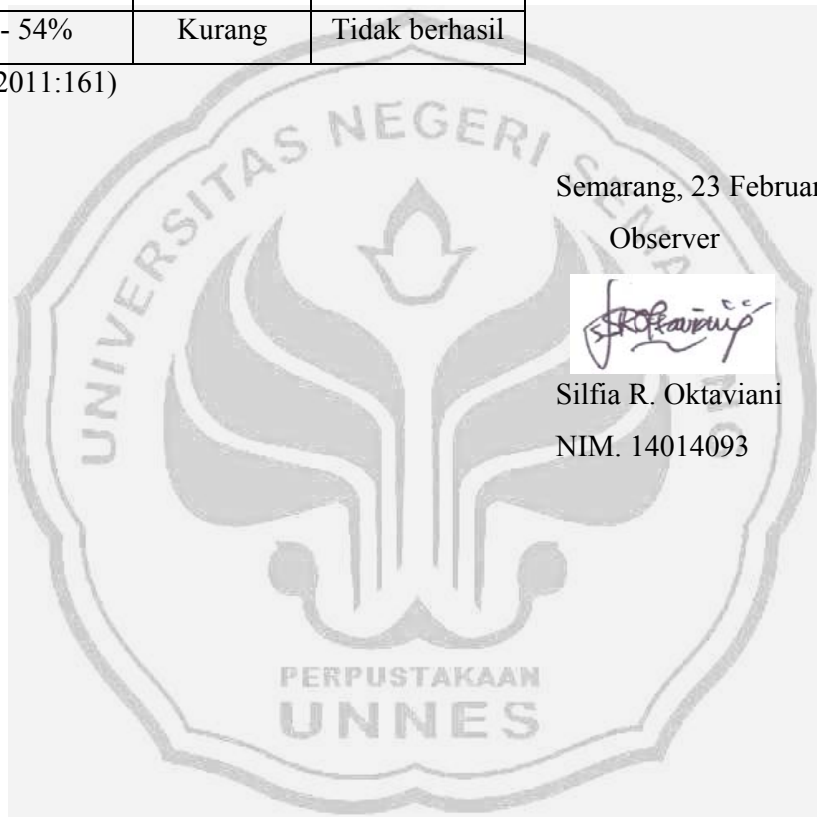 - 54% Kurang Tidak berhasil
2011:161)
UNIVERSITAS NEGERI
Semarang, 23 Februar
Observer
Silfia R. Oktaviani
NIM. 14014093
PERPUSTAKAAN
UNNES